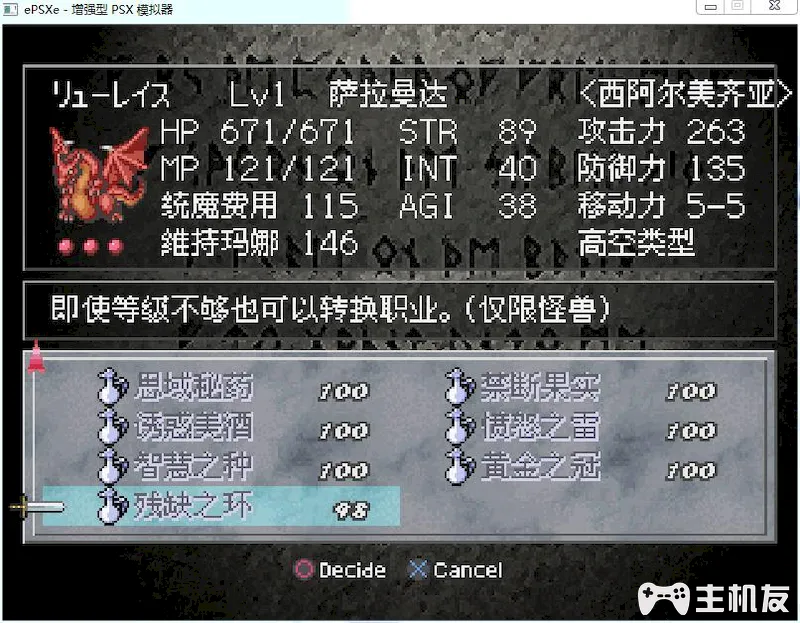 ePSXe - 增强型 PSX 模拟器
リューレイス Lv1 萨拉曼达 <西阿尔美齐亚>
HP 671/671 STR 89 攻击力 263
MP 121/121 INT 40 防御力 135
统魔费用 115 AGI 38 移动力 5-5
維持玛娜 146 高空类型
即使等级不够也可以转换职业。(仅限怪兽)
思域秘药 100 禁断果实 100
诱惑美酒 100 愤怒之雷 100
智慧之种 100 黄金之冠 100
残缺之环 98
Decide Cancel
主机友